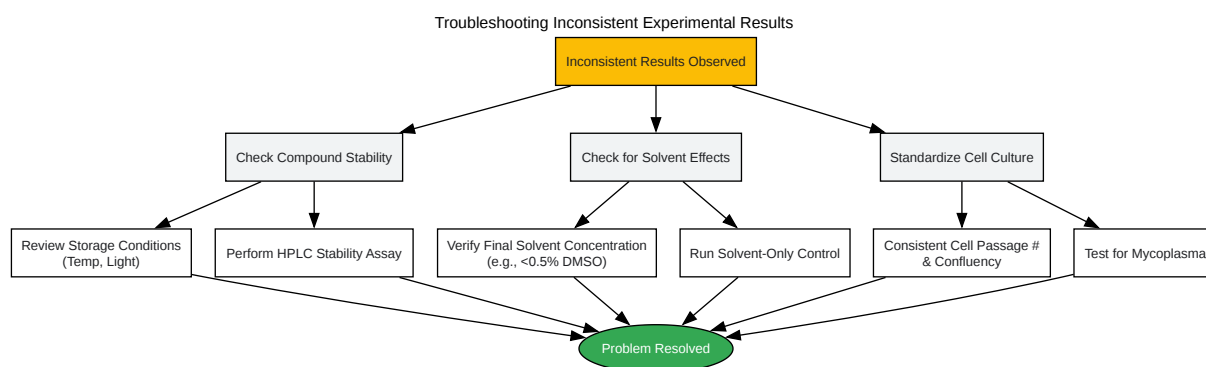 Troubleshooting Inconsistent Experimental Results
Inconsistent Results Observed
Check Compound Stability
Check for Solvent Effects
Standardize Cell Culture
Review Storage Conditions
(Temp, Light)
Perform HPLC Stability Assay
Verify Final Solvent Concentration
(e.g., <0.5% DMSO)
Run Solvent-Only Control
Consistent Cell Passage #
& Confluency
Test for Mycoplasma
Problem Resolved